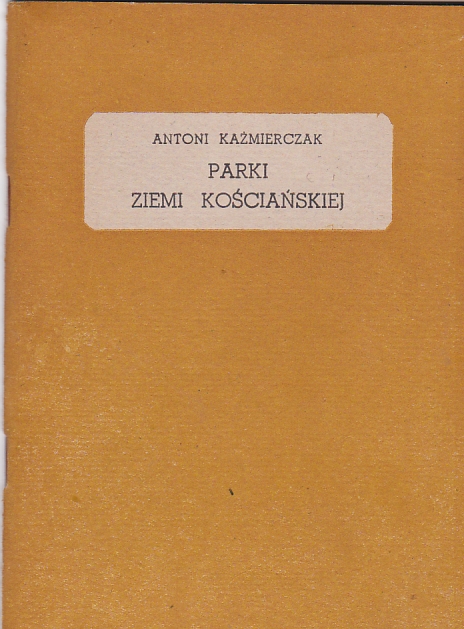 ANTONI KAŹMIERCZAK
PARKI
ZIEMI KOŚCIAŃSKIEJ